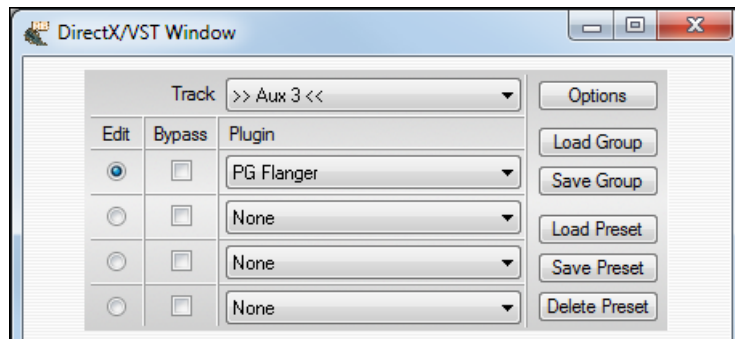 DirectX/VST Window
Track >> Aux 3 << Options
Edit Bypass Plugin Load Group
PG Flanger Save Group
None Load Preset
None Save Preset
None Delete Preset